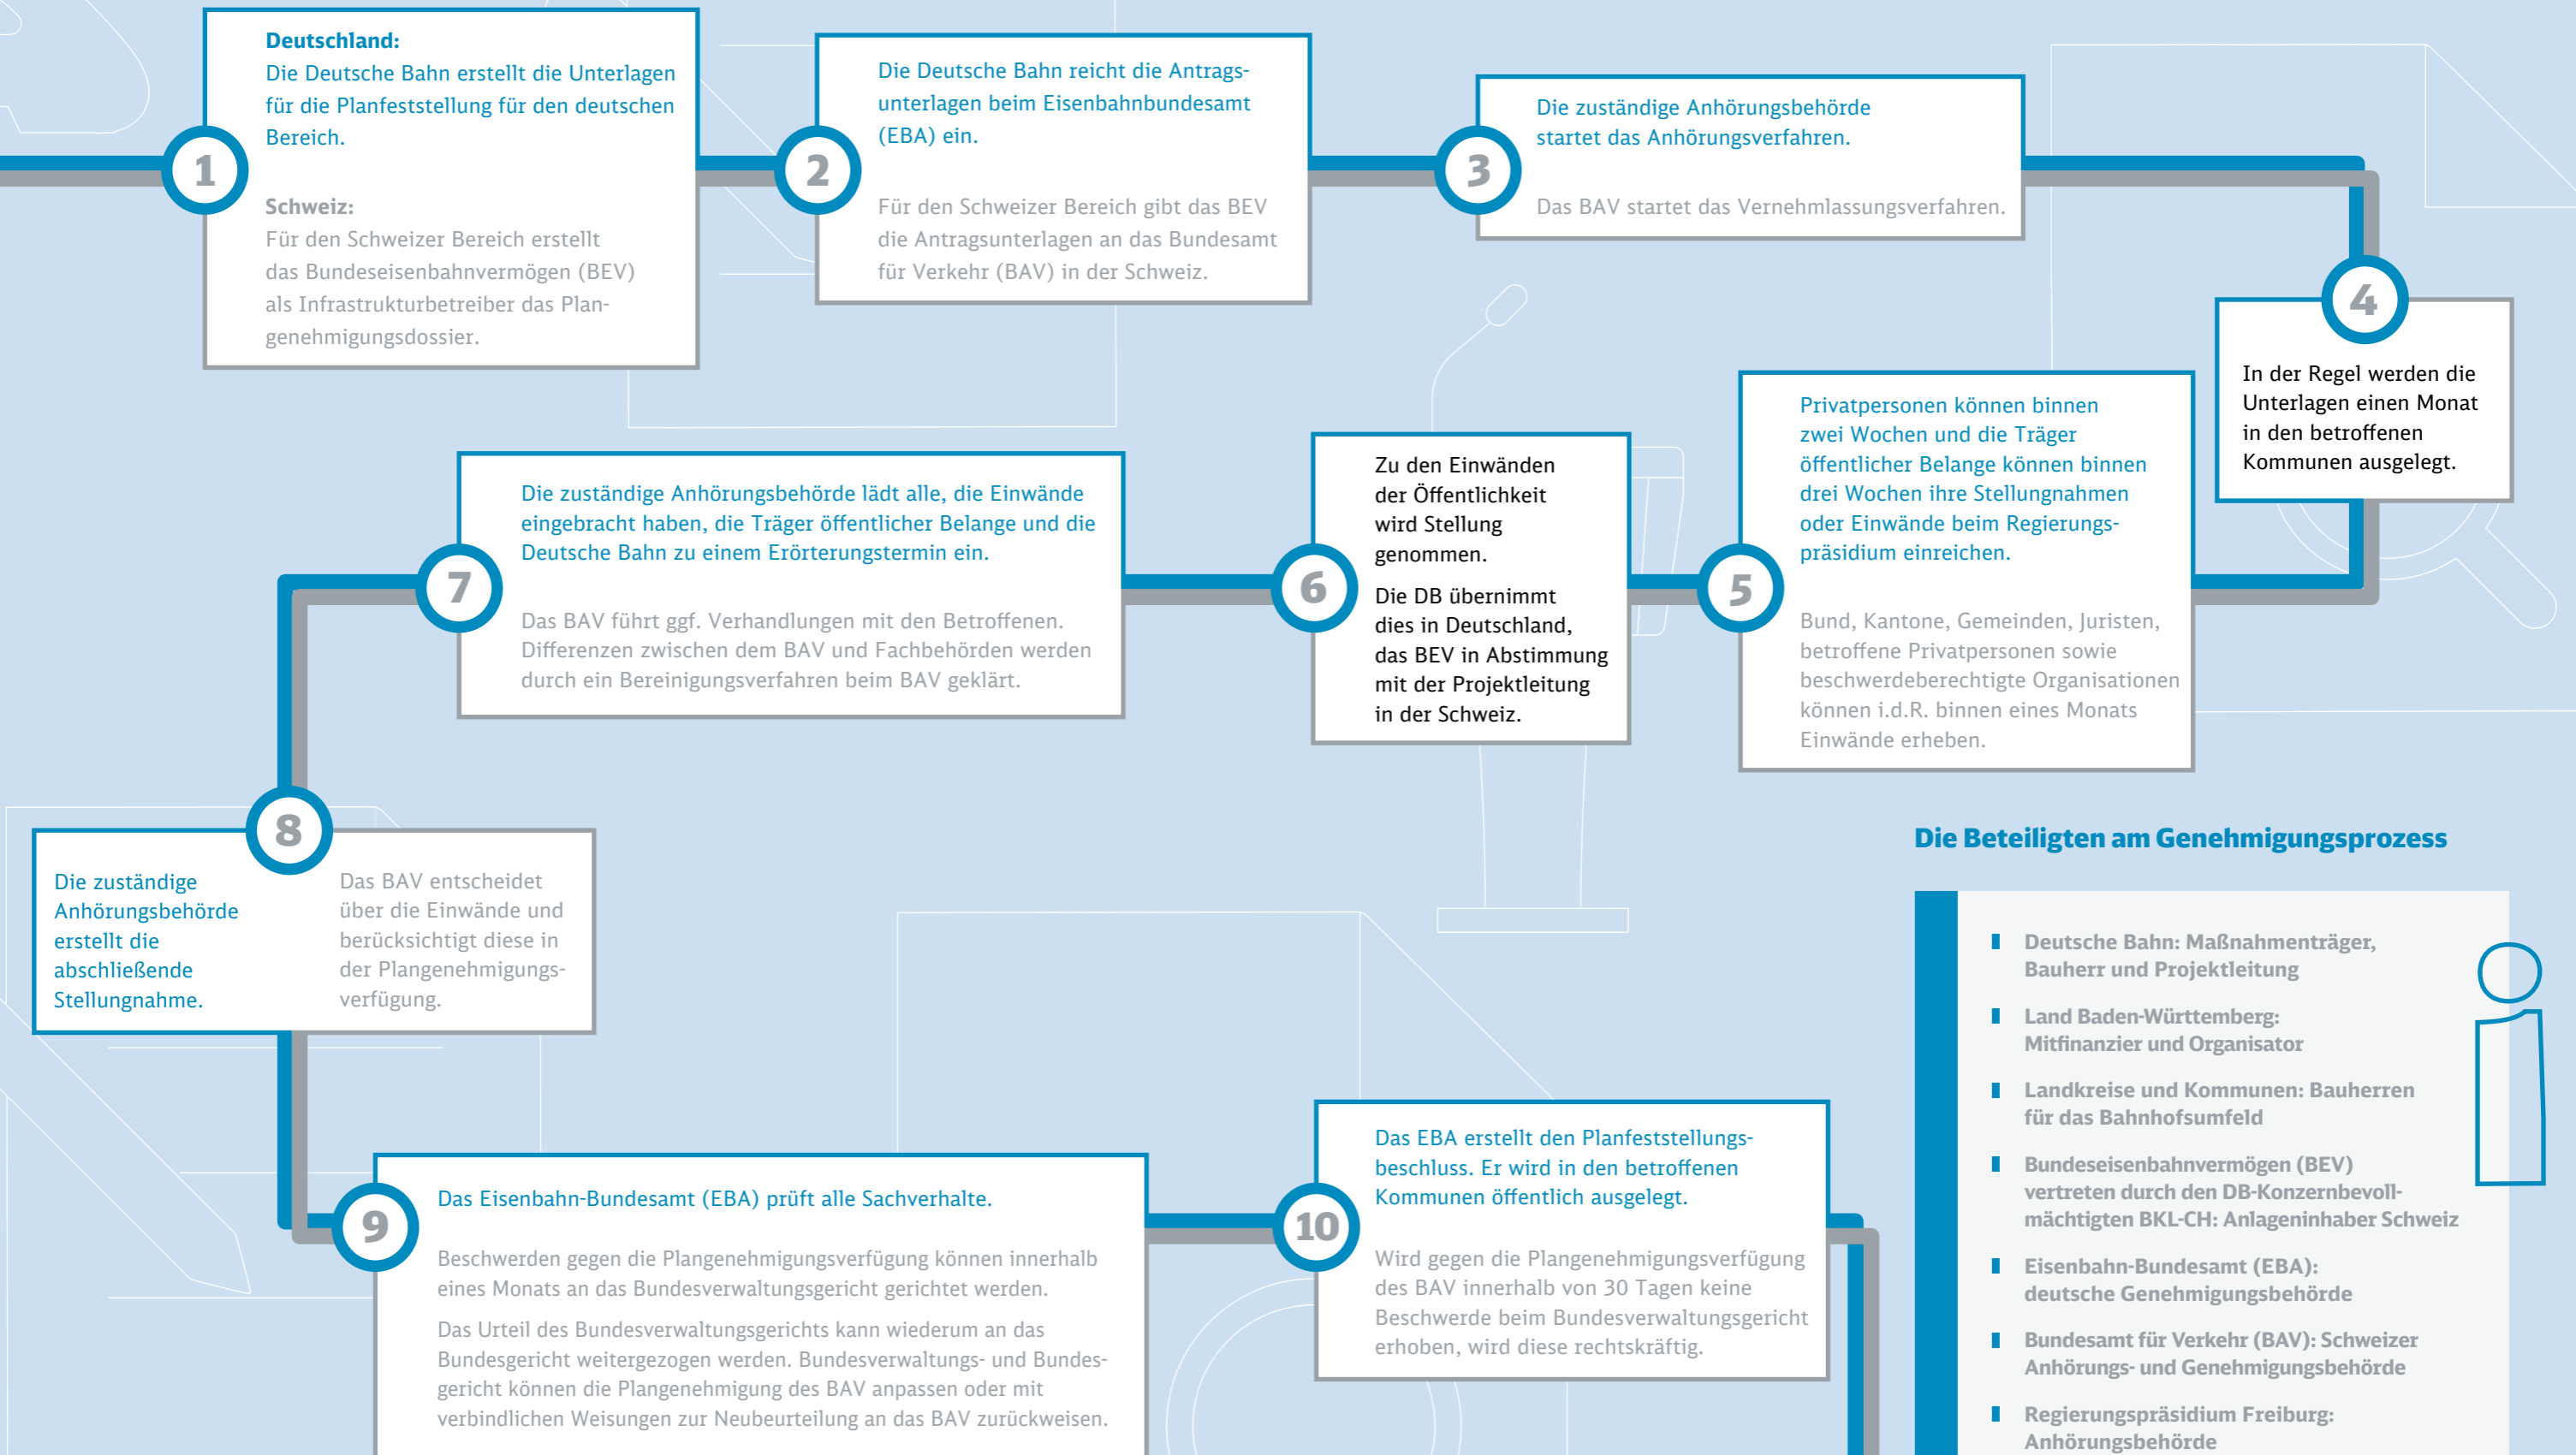 1
Deutschland:
Die Deutsche Bahn erstellt die Unterlagen
für die Planfeststellung für den deutschen
Bereich.
Schweiz:
Für den Schweizer Bereich erstellt
das Bundeseisenbahnvermögen (BEV)
als Infrastrukturbetreiber das Plan-
genehmigungsdossier.
2
Die Deutsche Bahn reicht die Antrags-
unterlagen beim Eisenbahnbundesamt
(EBA) ein.
Für den Schweizer Bereich gibt das BEV
die Antragsunterlagen an das Bundesamt
für Verkehr (BAV) in der Schweiz.
3
Die zuständige Anhörungsbehörde
startet das Anhörungsverfahren.
Das BAV startet das Vernehmlassungsverfahren.
4
In der Regel werden die
Unterlagen einen Monat
in den betroffenen
Kommunen ausgelegt.
5
Privatpersonen können binnen
zwei Wochen und die Träger
öffentlicher Belange können binnen
drei Wochen ihre Stellungnahmen
oder Einwände beim Regierungs-
präsidium einreichen.
Bund, Kantone, Gemeinden, Juristen,
betroffene Privatpersonen sowie
beschwerdeberechtigte Organisationen
können i.d.R. binnen eines Monats
Einwände erheben.
6
Zu den Einwänden
der Öffentlichkeit
wird Stellung
genommen.
Die DB übernimmt
dies in Deutschland,
das BEV in Abstimmung
mit der Projektleitung
in der Schweiz.
7
Die zuständige Anhörungsbehörde lädt alle, die Einwände
eingebracht haben, die Träger öffentlicher Belange und die
Deutsche Bahn zu einem Erörterungstermin ein.
Das BAV führt ggf. Verhandlungen mit den Betroffenen.
Differenzen zwischen dem BAV und Fachbehörden werden
durch ein Bereinigungsverfahren beim BAV geklärt.
8
Die zuständige
Anhörungsbehörde
erstellt die
abschließende
Stellungnahme.
Das BAV entscheidet
über die Einwände und
berücksichtigt diese in
der Plangenehmigungs-
verfügung.
9
Das Eisenbahn-Bundesamt (EBA) prüft alle Sachverhalte.
Beschwerden gegen die Plangenehmigungsverfügung können innerhalb
eines Monats an das Bundesverwaltungsgericht gerichtet werden.
Das Urteil des Bundesverwaltungsgerichts kann wiederum an das
Bundesgericht weitergezogen werden. Bundesverwaltungs- und Bundes-
gericht können die Plangenehmigung des BAV anpassen oder mit
verbindlichen Weisungen zur Neubeurteilung an das BAV zurückweisen.
10
Das EBA erstellt den Planfeststellungs-
beschluss. Er wird in den betroffenen
Kommunen öffentlich ausgelegt.
Wird gegen die Plangenehmigungsverfügung
des BAV innerhalb von 30 Tagen keine
Beschwerde beim Bundesverwaltungsgericht
erhoben, wird diese rechtskräftig.
Die Beteiligten am Genehmigungsprozess
i
Deutsche Bahn: Maßnahmenträger,
Bauherr und Projektleitung
Land Baden-Württemberg:
Mitfinanzier und Organisator
Landkreise und Kommunen: Bauherren
für das Bahnhofsumfeld
Bundeseisenbahnvermögen (BEV)
vertreten durch den DB-Konzernbevoll-
mächtigten BKL-CH: Anlageninhaber Schweiz
Eisenbahn-Bundesamt (EBA):
deutsche Genehmigungsbehörde
Bundesamt für Verkehr (BAV): Schweizer
Anhörungs- und Genehmigungsbehörde
Regierungspräsidium Freiburg:
Anhörungsbehörde